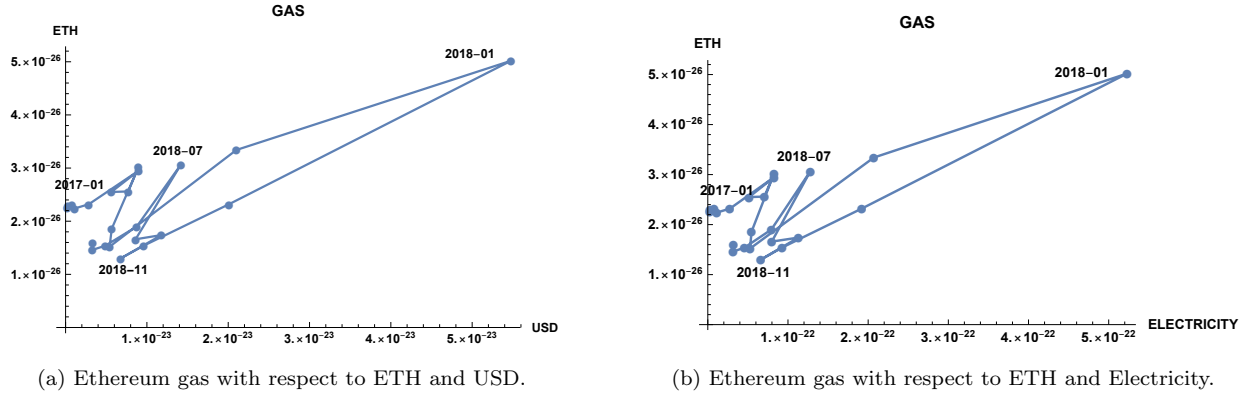 GAS
ETH
5.×10⁻²⁶
4.×10⁻²⁶
3.×10⁻²⁶
2.×10⁻²⁶
1.×10⁻²⁶
2018–01
2018–07
2017–01
2018–11
1.×10⁻²³ 2.×10⁻²³ 3.×10⁻²³ 4.×10⁻²³ 5.×10⁻²³
USD
(a) Ethereum gas with respect to ETH and USD.
GAS
ETH
5.×10⁻²⁶
4.×10⁻²⁶
3.×10⁻²⁶
2.×10⁻²⁶
1.×10⁻²⁶
2018–01
2018–07
2017–01
2018–11
1.×10⁻²² 2.×10⁻²² 3.×10⁻²² 4.×10⁻²² 5.×10⁻²²
ELECTRICITY
(b) Ethereum gas with respect to ETH and Electricity.